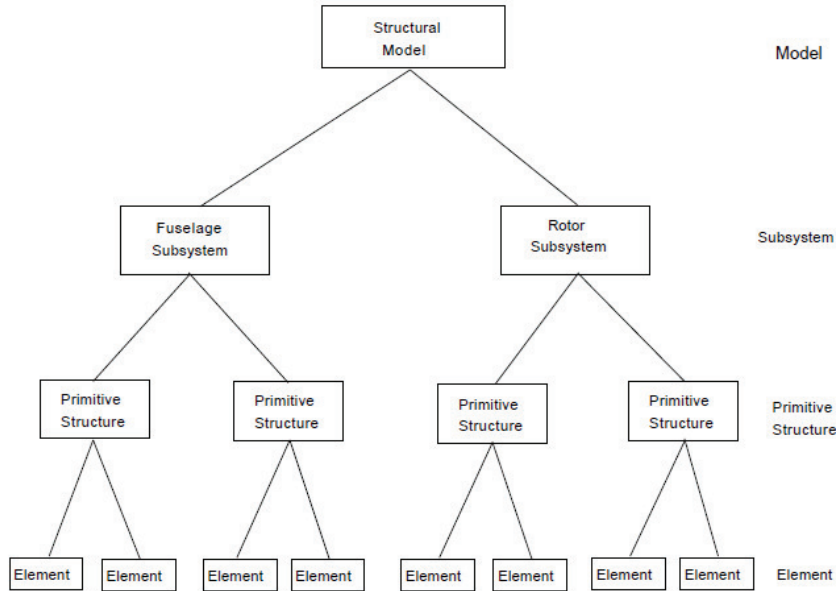 Structural
Model
Model
Fuselage
Subsystem
Rotor
Subsystem
Subsystem
Primitive
Structure
Primitive
Structure
Primitive
Structure
Primitive
Structure
Primitive
Structure
Element
Element
Element
Element
Element
Element
Element
Element
Element